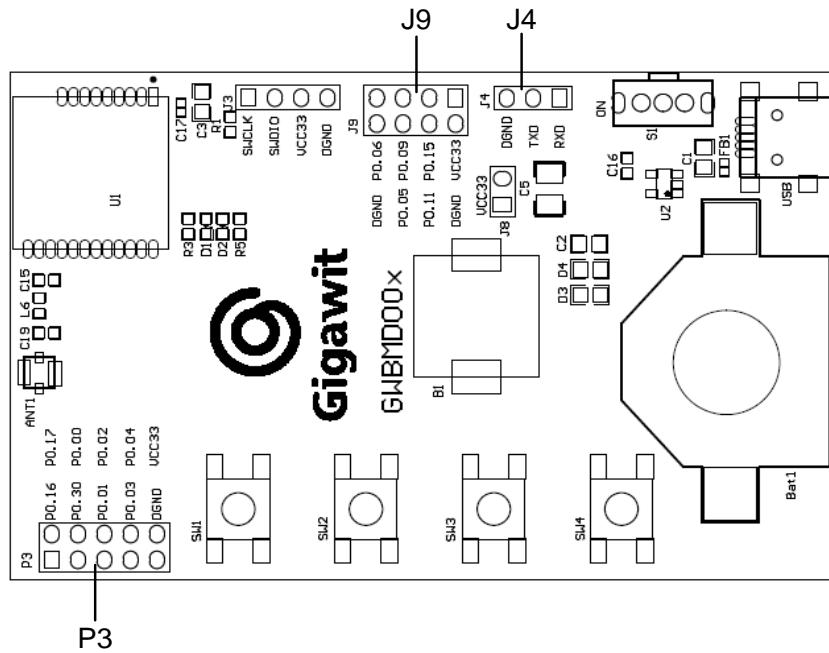 J9
J4
C17
C3
R1
J3
SWCLK
SWDIO
VCC33
DGND
J9
P0.06
P0.09
P0.15
VCC33
DGND
P0.05
P0.11
DGND
J4
DGND
TXD
RXD
VCC33
J8
C5
ON
S1
C16
U2
C1
FB1
USB
U1
R3
D1
D2
R5
C2
D4
D3
C15
L6
C19
ANT1
Gigawit
GWBMD00x
B1
Bat1
P0.17
P0.00
P0.02
P0.04
VCC33
P0.16
P0.30
P0.01
P0.03
DGND
P3
SW1
SW2
SW3
SW4
P3